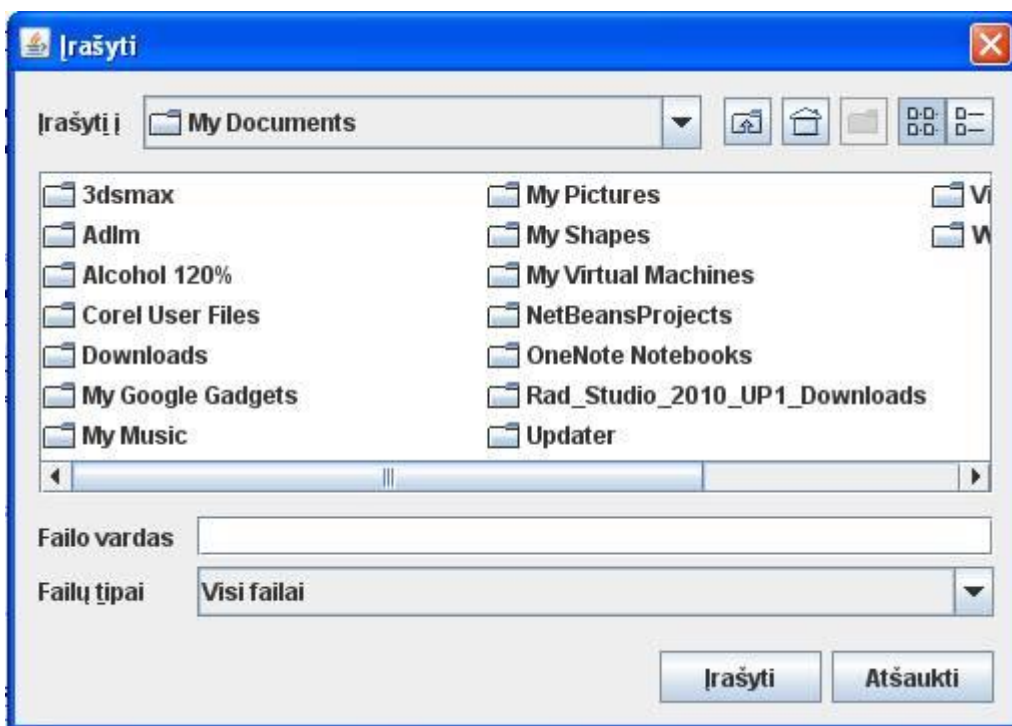 Įrašyti
Įrašyti į My Documents
3dsmax
Adlm
Alcohol 120%
Corel User Files
Downloads
My Google Gadgets
My Music
My Pictures
My Shapes
My Virtual Machines
NetBeansProjects
OneNote Notebooks
Rad_Studio_2010_UP1_Downloads
Updater
Failo vardas
Failų tipai Visi failai
Įrašyti Atšaukti